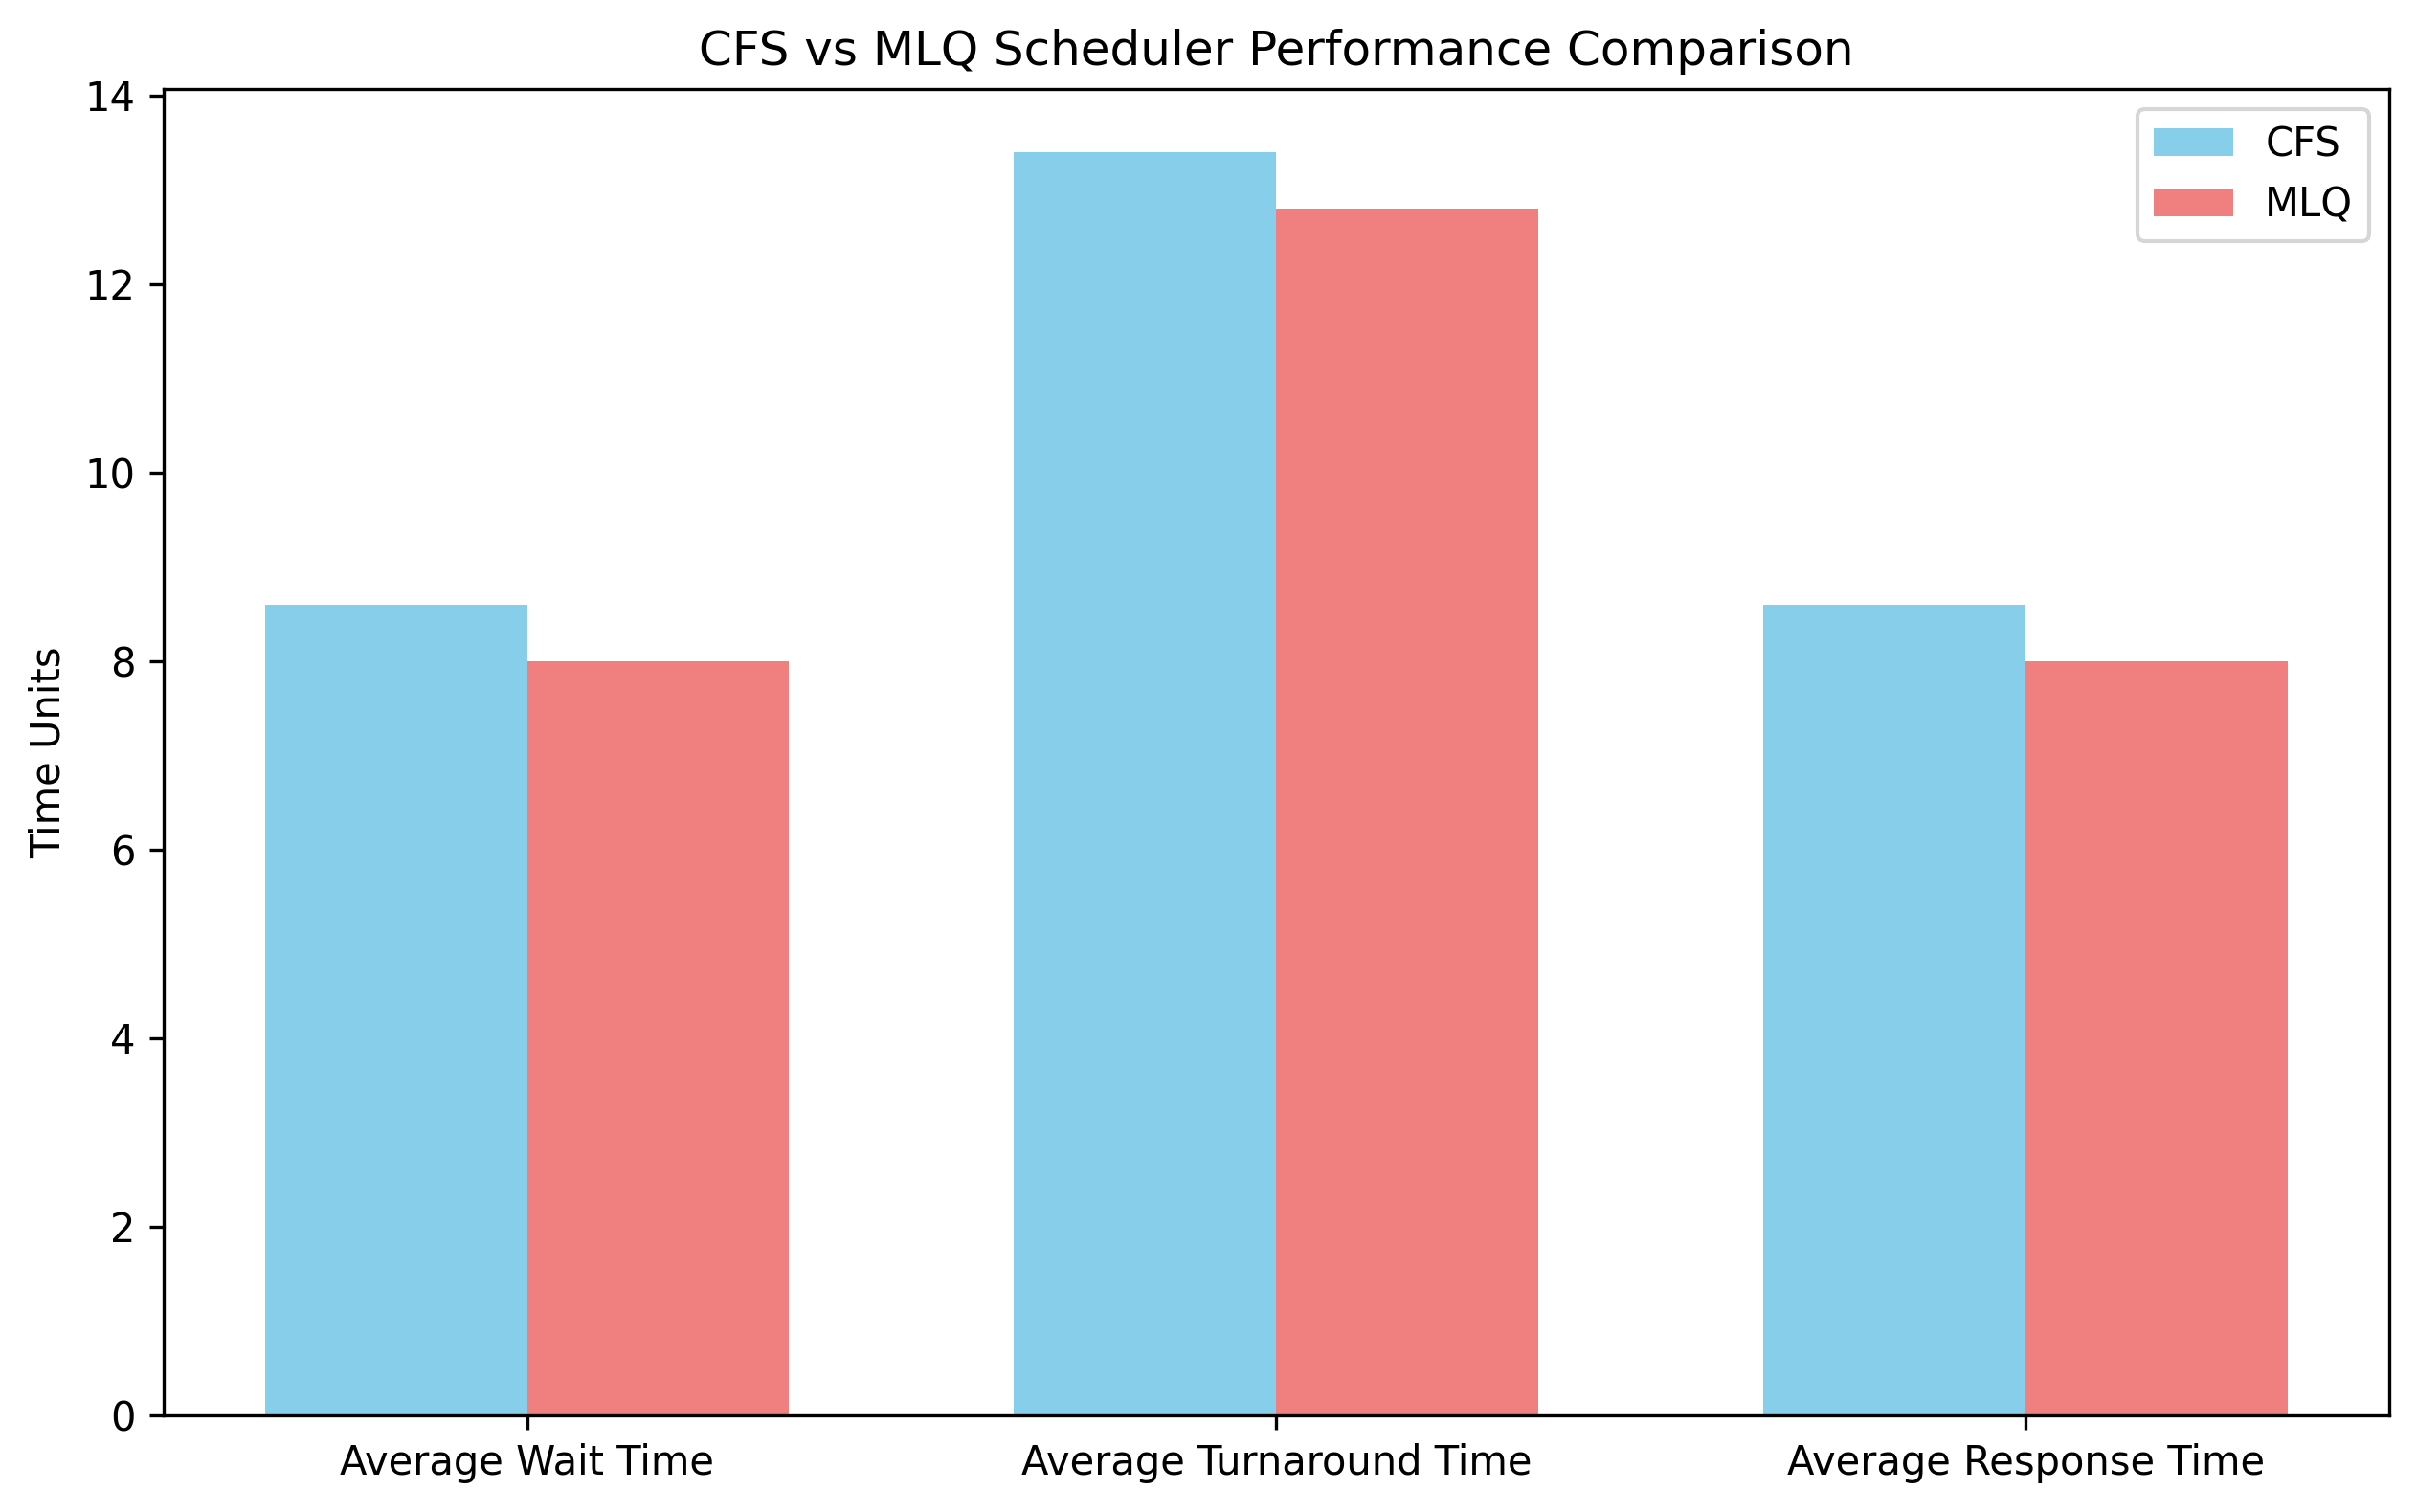 CFS vs MLQ Scheduler Performance Comparison
CFS
MLQ
14
12
10
8
6
4
2
0
Time Units
Average Wait Time
Average Turnaround Time
Average Response Time